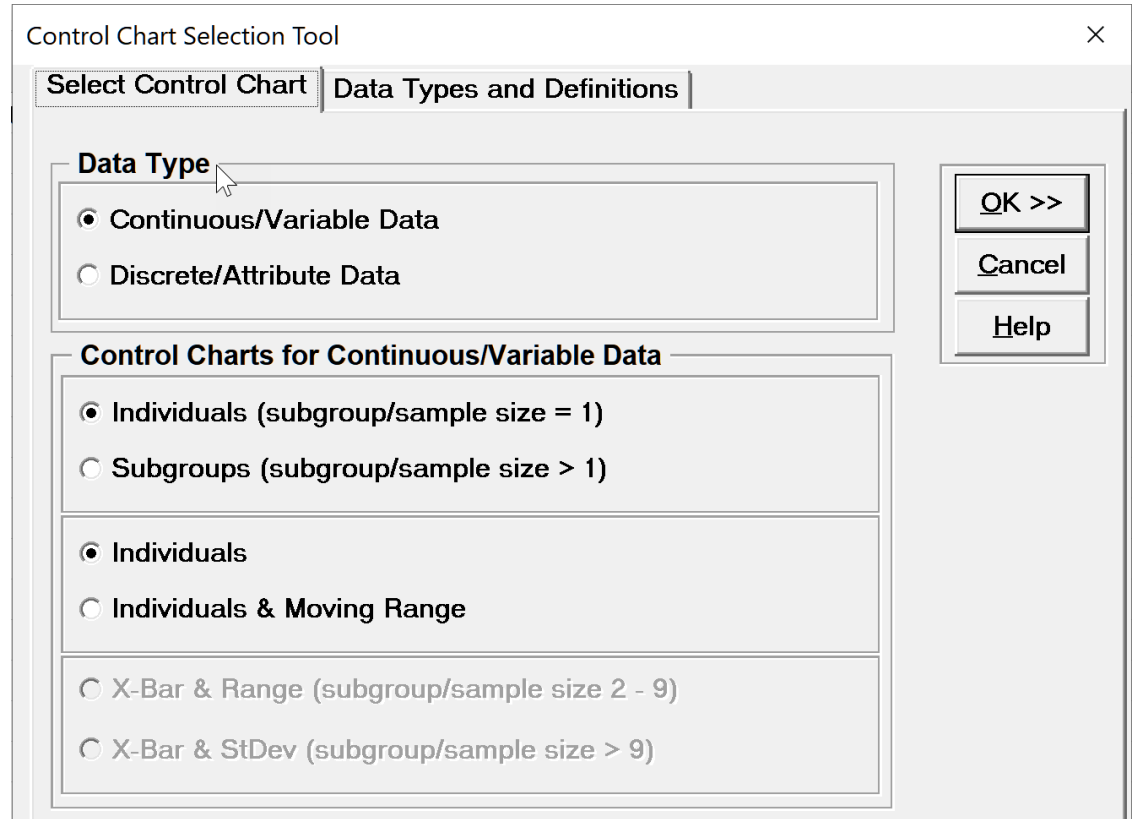 Control Chart Selection Tool
Select Control Chart
Data Types and Definitions
Data Type
Continuous/Variable Data
Discrete/Attribute Data
OK >>
Cancel
Help
Control Charts for Continuous/Variable Data
Individuals (subgroup/sample size = 1)
Subgroups (subgroup/sample size > 1)
Individuals
Individuals & Moving Range
X-Bar & Range (subgroup/sample size 2 - 9)
X-Bar & StDev (subgroup/sample size > 9)